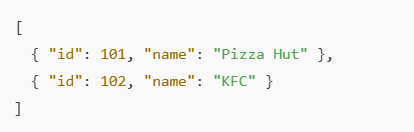 [
  { "id": 101, "name": "Pizza Hut" },
  { "id": 102, "name": "KFC" }
]